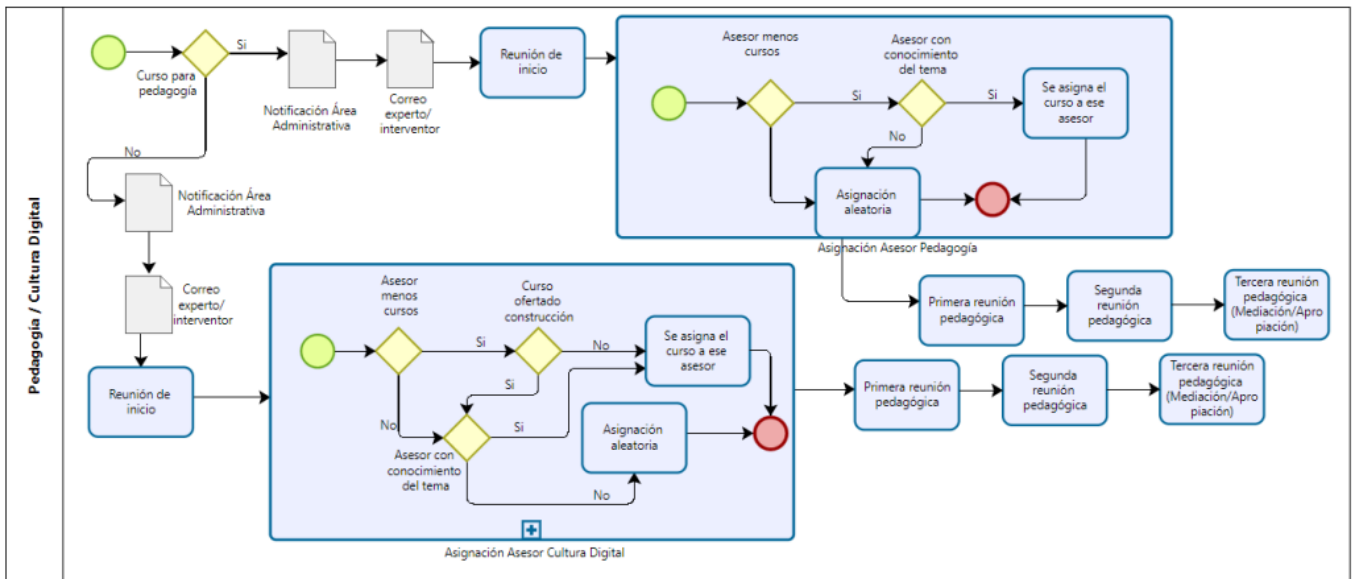 Pedagogía / Cultura Digital
Curso para
pedagogía
Si
No
Notificación Área
Administrativa
Correo
experto/
interventor
Reunión de
inicio
Asesor menos
cursos
Asesor con
conocimiento
del tema
Si
Si
No
Se asigna el
curso a ese
asesor
Asignación
aleatoria
Asignación Asesor Pedagogía
Primera reunión
pedagógica
Segunda
reunión
pedagógica
Tercera reunión
pedagógica
(Mediación/Apro
piación)
Notificación Área
Administrativa
Correo
experto/
interventor
Reunión de
inicio
Asesor
menos
cursos
Curso
ofertado
construcción
Si
No
Si
No
Si
No
Asesor con
conocimiento
del tema
Se asigna el
curso a ese
asesor
Asignación
aleatoria
Asignación Asesor Cultura Digital
Primera reunión
pedagógica
Segunda
reunión
pedagógica
Tercera reunión
pedagógica
(Mediación/Apro
piación)